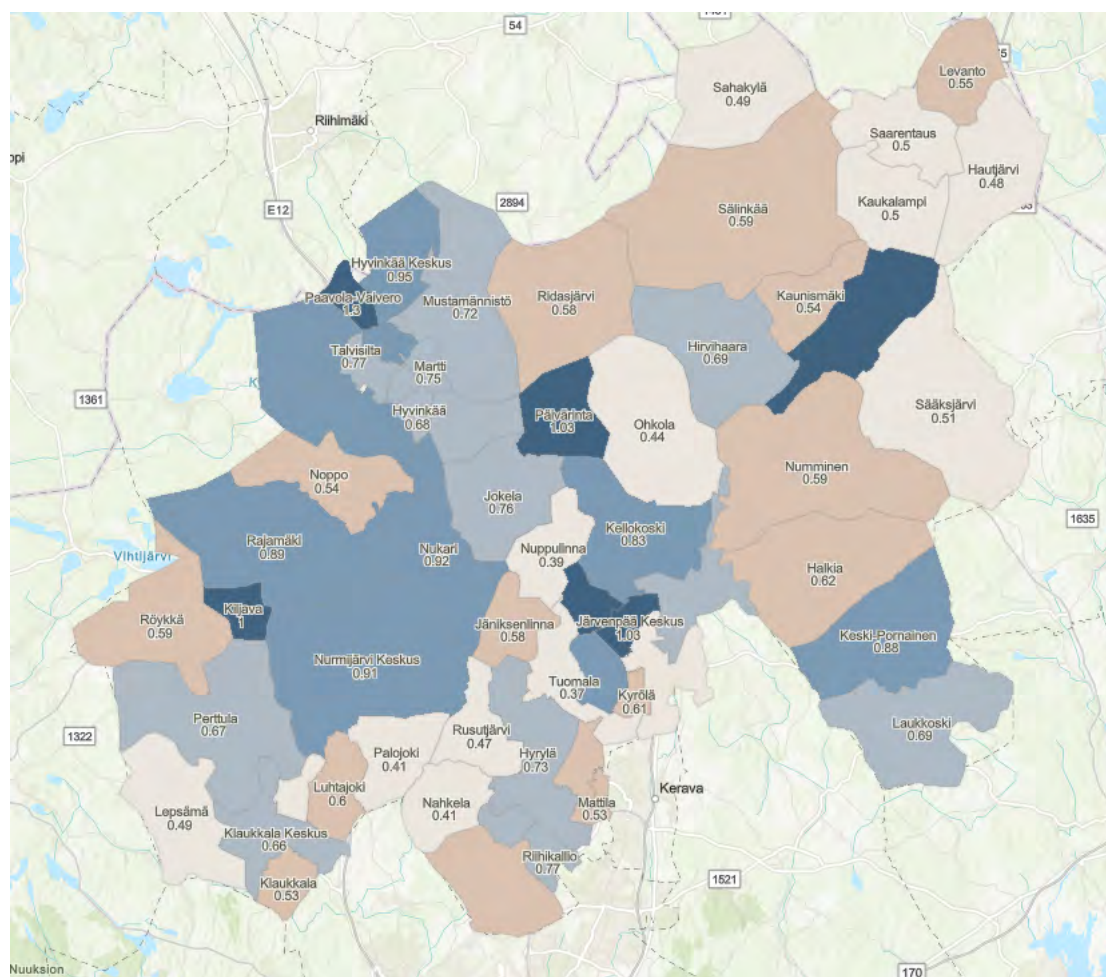 54
Levanto
0.55
Sahakylä
0.49
Riihimäki
Saarentaus
0.5
Hautjärvi
0.48
Kaukalampi
0.5
E12
2894
Sälinkää
0.59
Hyvinkää Keskus
0.95
Paavola-Vaivero
1.3
Mustamännistö
0.72
Ridasjärvi
0.58
Kaunismäki
0.54
Talvisilta
0.77
Martti
0.75
Hirvihaara
0.69
1361
Hyvinkää
0.68
Päivärinta
1.03
Ohkola
0.44
Sääksjärvi
0.51
Noppo
0.54
Numminen
0.59
Jokela
0.76
1635
Rajamäki
0.89
Nukari
0.92
Kellokoski
0.83
Nuppulinna
0.39
Vihtijärvi
Halkia
0.62
Röykkä
0.59
Kiljava
1
Jäniksenlinna
0.58
Järvenpää Keskus
1.03
Keski-Pornainen
0.88
Nurmijärvi Keskus
0.91
Tuomala
0.37
Kyrölä
0.61
Perttula
0.67
Laukkoski
0.69
1322
Rusutjärvi
0.47
Palojoki
0.41
Hyrylä
0.73
Luhtajoki
0.6
Kerava
Lepsämä
0.49
Nahkela
0.41
Mattila
0.53
Klaukkala Keskus
0.66
Riihikallio
0.77
Klaukkala
0.53
1521
Nuuksion
170